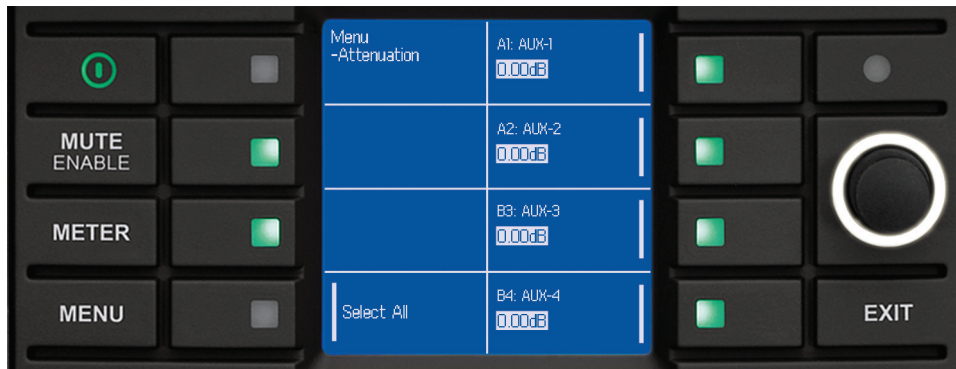 MUTE
ENABLE
METER
MENU
Menu
-Attenuation
Select All
A1: AUX-1
0.00dB
A2: AUX-2
0.00dB
B3: AUX-3
0.00dB
B4: AUX-4
0.00dB
EXIT